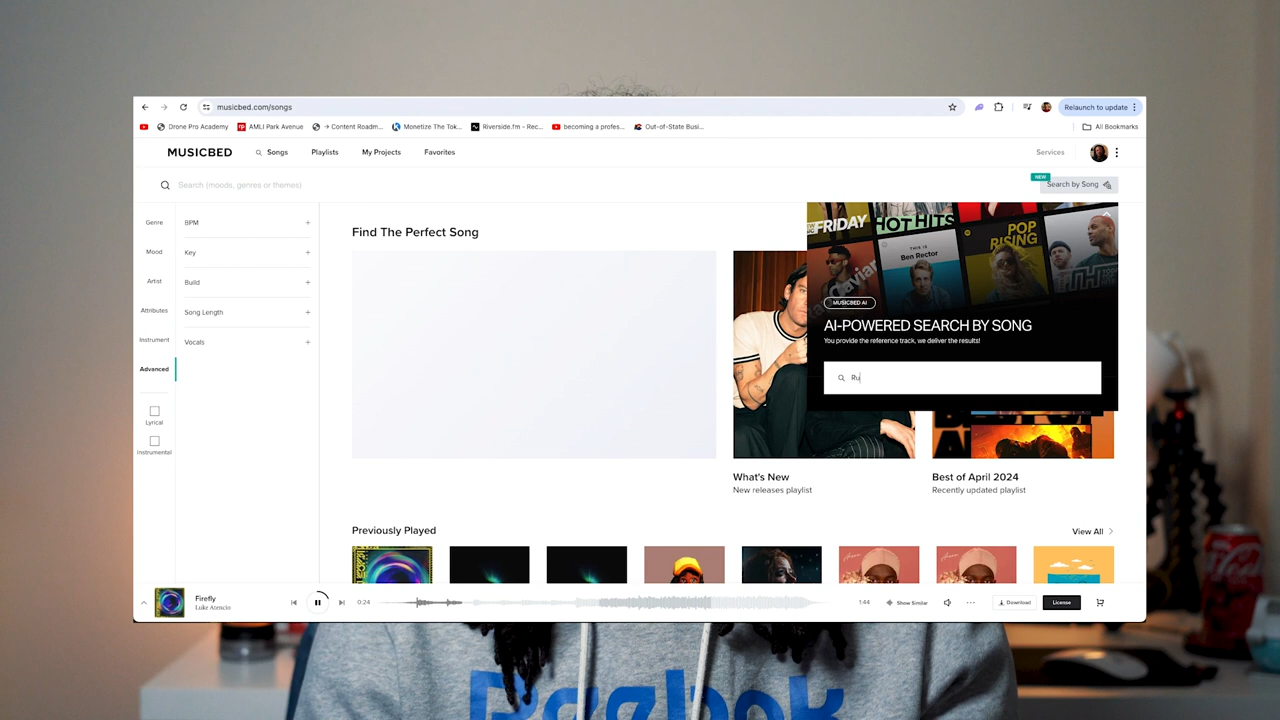 musicbed.com/songs
Relaunch to update
Drone Pro Academy
AMLI Park Avenue
→ Content Roadm...
Monetize The Tok...
Riverside.fm – Rec...
becoming a profes...
Out-of-State Busi...
All Bookmarks
MUSICBED
Songs
Playlists
My Projects
Favorites
Services
Search (moods, genres or themes)
NEW
Search by Song
Genre
Mood
Artist
Attributes
Instrument
Advanced
Lyrical
Instrumental
BPM
Key
Build
Song Length
Vocals
Find The Perfect Song
FRIDAY
HOT HITS
POP
RISING
THIS IS
Ben Rector
Caviar
MUSICBED AI
AI-POWERED SEARCH BY SONG
You provide the reference track, we deliver the results!
Ru
What's New
New releases playlist
Best of April 2024
Recently updated playlist
Previously Played
View All
Firefly
Luke Atencio
0:24
1:44
Show Similar
Download
License
Reebok